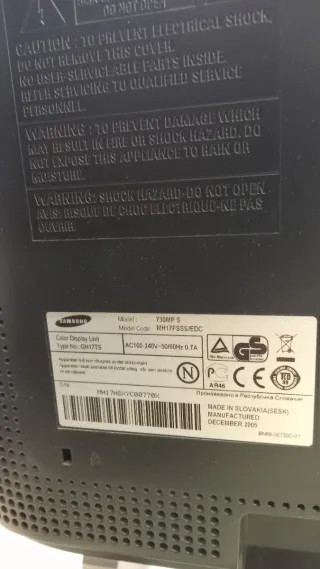 DO NOT OPEN
CAUTION : TO PREVENT ELECTRICAL SHOCK,
DO NOT REMOVE THIS COVER.
NO USER-SERVICEABLE PARTS INSIDE.
REFER SERVICING TO QUALIFIED SERVICE
PERSONNEL.
WARNING : TO PREVENT DAMAGE WHICH
MAY RESULT IN FIRE OR SHOCK HAZARD. DO
NOT EXPOSE THIS APPLIANCE TO RAIN OR
MOISTURE.
WARNING: SHOCK HAZARD-DO NOT OPEN
AVIS: RISQUE DE CHOC ELECTRIQUE-NE PAS
OUVRIR.
SAMSUNG Model : 730MP S
Model Code : MH17FSSS/EDC
Color Display Unit
Type No.: GH17TS
AC100-240V~50/60Hz 0.7A
Apparatet må
S/N:
AR46
MADE IN SLOVAKIA(SESK)
MANUFACTURED:
DECEMBER 2005